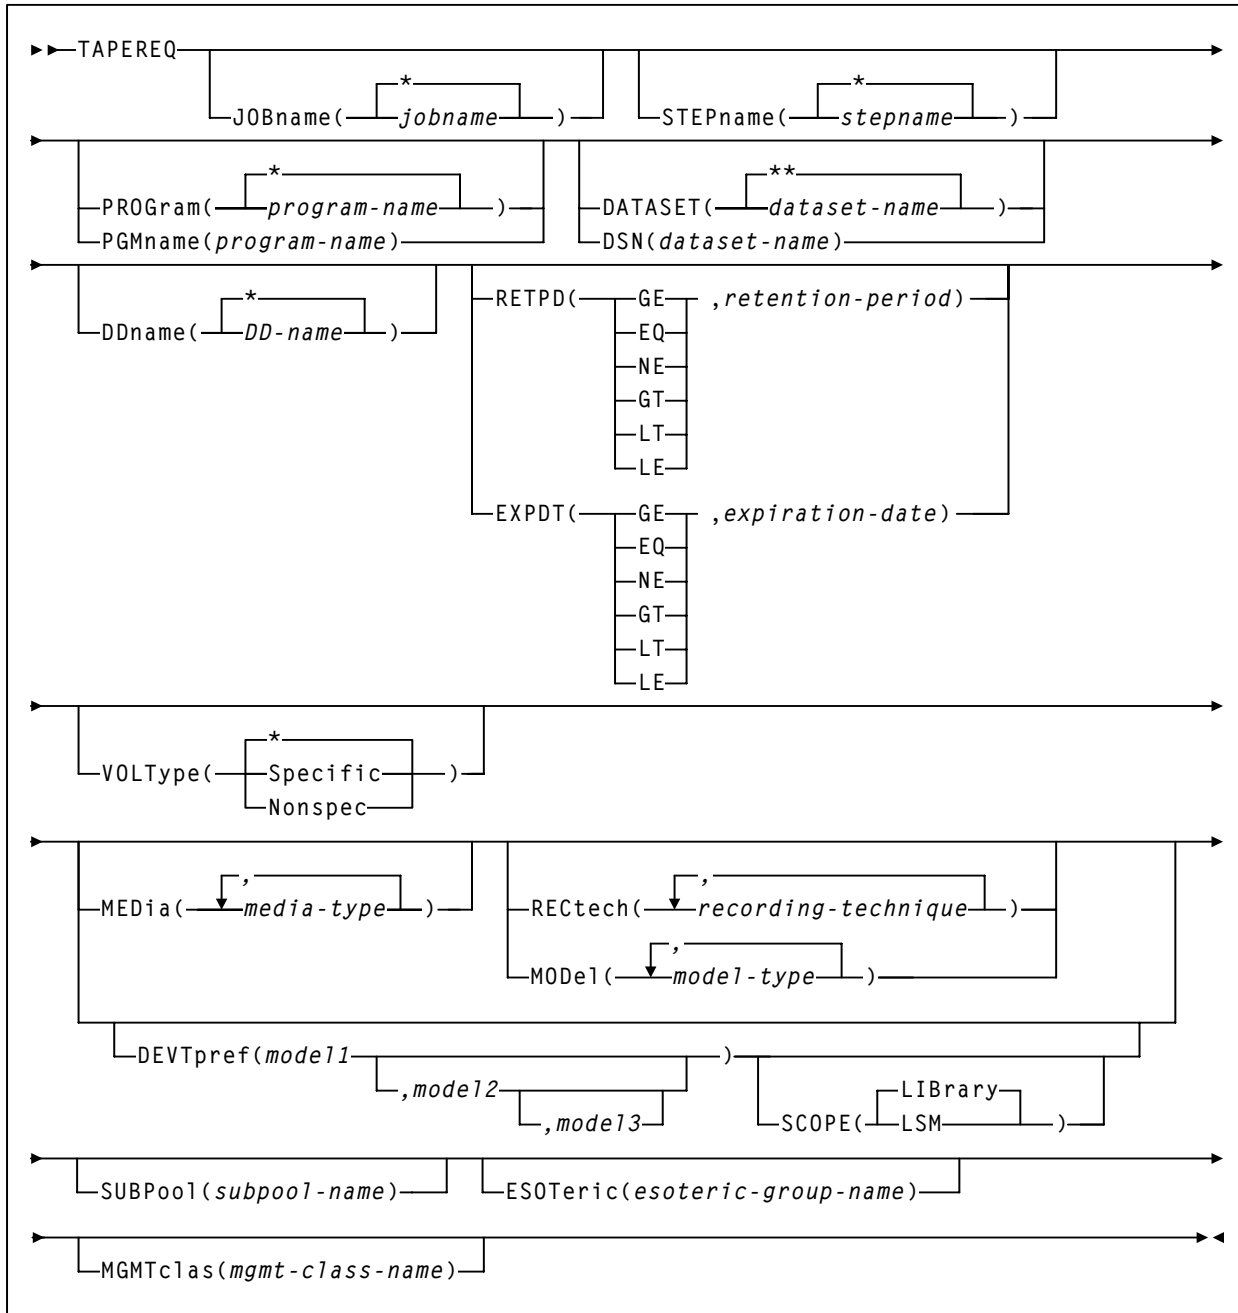 TAPEREQ
* *
JOBname( jobname ) STEPname( stepname )
* **
PROGram( program-name ) DATASET( dataset-name )
PGMname(program-name) DSN(dataset-name)
*
DDname( DD-name )
RETPD( GE ,retention-period)
EQ
NE
GT
LT
LE
EXPDT( GE ,expiration-date)
EQ
NE
GT
LT
LE
*
VOLType( Specific )
Nonspec
, ,
MEDia( media-type ) RECtech( recording-technique )
,
MODel( model-type )
DEVTpref(model1 )
,model2 LIBrary
,model3 SCOPE( LSM )
SUBPool(subpool-name) ESOTeric(esoteric-group-name)
MGMTclas(mgmt-class-name)